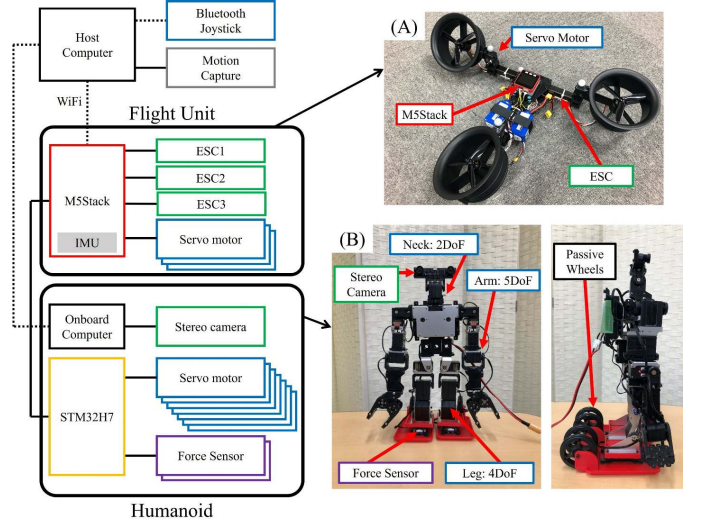 Host
Computer
Bluetooth
Joystick
Motion
Capture
WiFi
Flight Unit
M5Stack
IMU
ESC1
ESC2
ESC3
Servo motor
Onboard
Computer
Stereo camera
STM32H7
Servo motor
Force Sensor
Humanoid
(A)
Servo Motor
M5Stack
ESC
(B)
Neck: 2DoF
Stereo
Camera
Arm: 5DoF
Force Sensor
Leg: 4DoF
Passive
Wheels